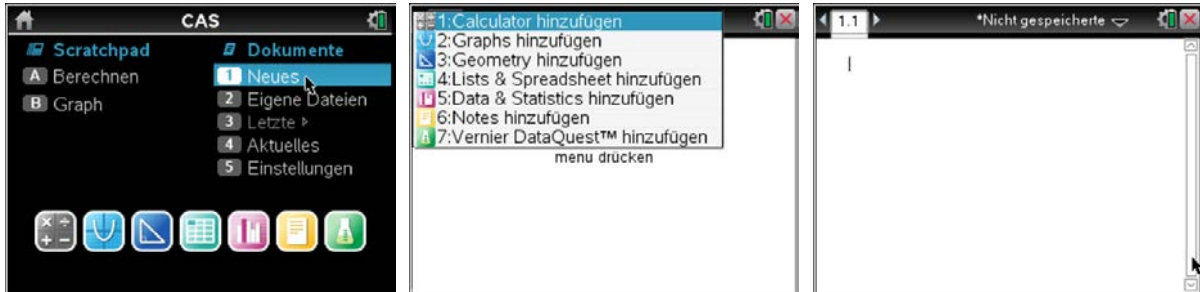 CAS
Scratchpad
A Berechnen
B Graph
Dokumente
1 Neues
2 Eigene Dateien
3 Letzte ▸
4 Aktuelles
5 Einstellungen
1:Calculator hinzufügen
2:Graphs hinzufügen
3:Geometry hinzufügen
4:Lists & Spreadsheet hinzufügen
5:Data & Statistics hinzufügen
6:Notes hinzufügen
7:Vernier DataQuest™ hinzufügen
menu drücken
1.1 *Nicht gespeicherte